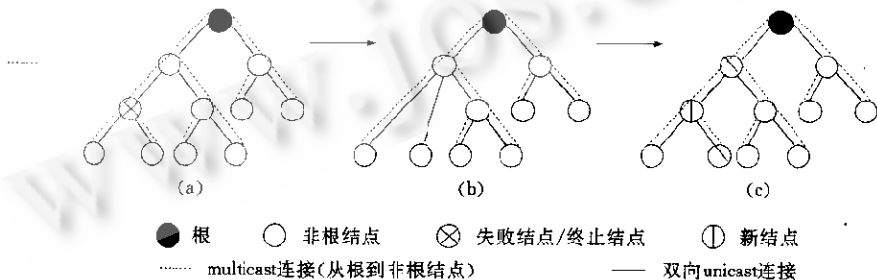 (a) (b) (c)
根 非根结点 失败结点/终止结点 新结点
multicast连接(从根到非根结点) 双向unicast连接
www.jos.